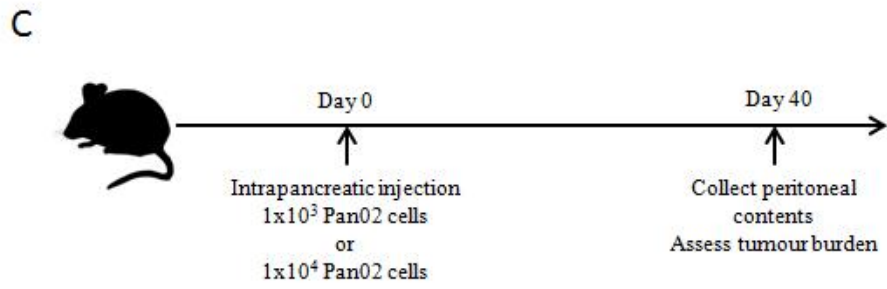 C
Day 0
Day 40
Intrapancreatic injection
1x10³ Pan02 cells
or
1x10⁴ Pan02 cells
Collect peritoneal
contents
Assess tumour burden